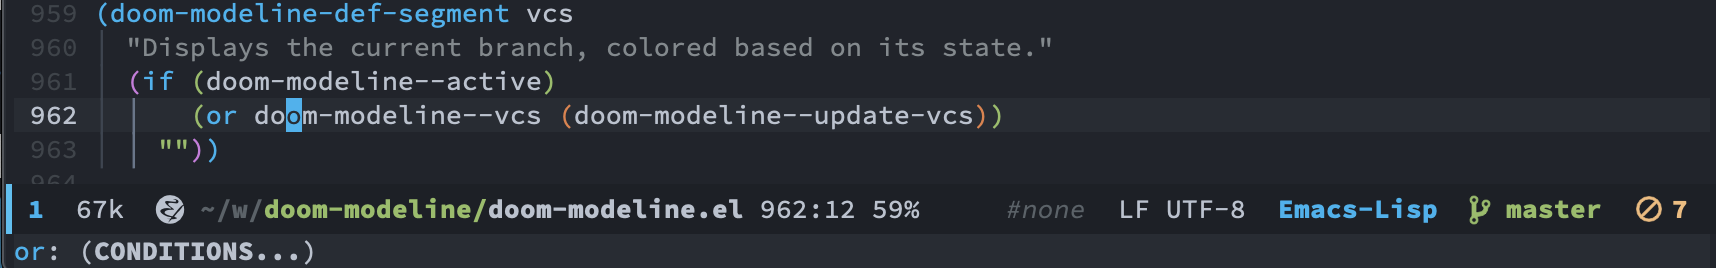 959 (doom-modeline-def-segment vcs
960 "Displays the current branch, colored based on its state."
961 (if (doom-modeline--active)
962 (or doom-modeline--vcs (doom-modeline--update-vcs))
963 ""))
964
1 67k ~/w/doom-modeline/doom-modeline.el 962:12 59% #none LF UTF-8 Emacs-Lisp master 7
or: (CONDITIONS...)